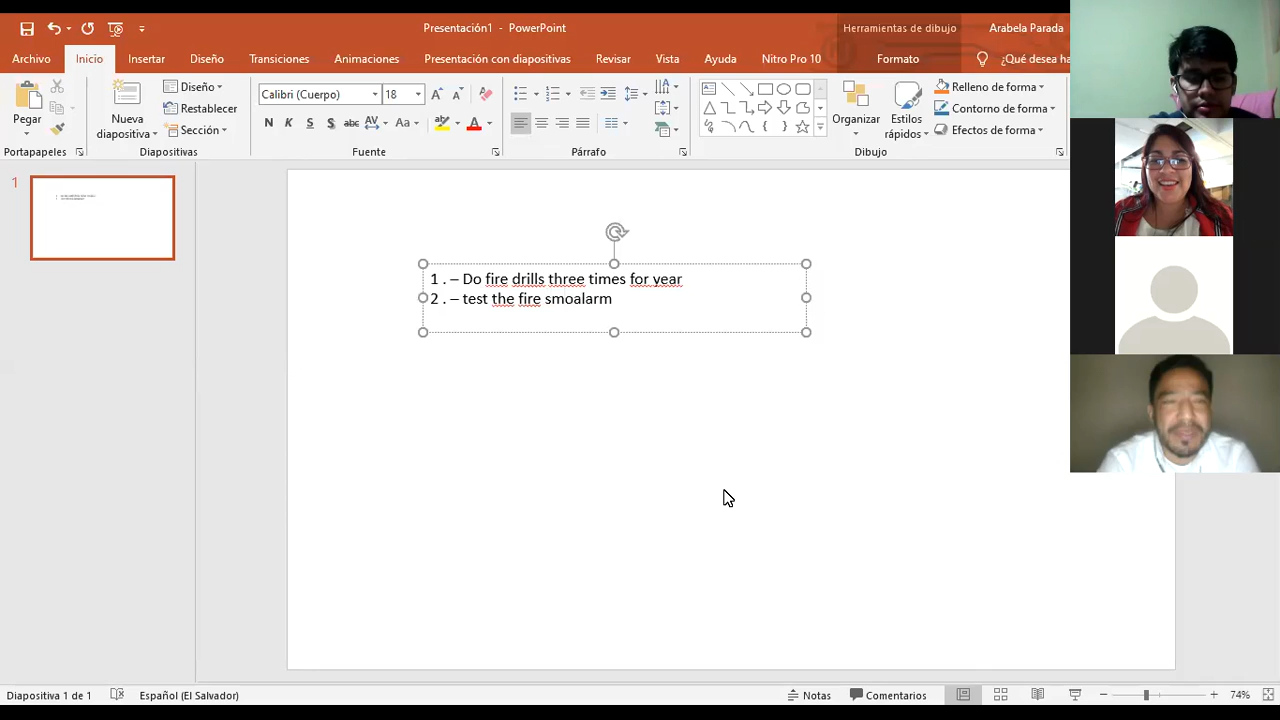 Presentación1 - PowerPoint
Herramientas de dibujo
Arabela Parada
Archivo
Inicio
Insertar
Diseño
Transiciones
Animaciones
Presentación con diapositivas
Revisar
Vista
Ayuda
Nitro Pro 10
Formato
¿Qué desea ha
Pegar
Nueva diapositiva
Diseño
Restablecer
Sección
Calibri (Cuerpo)
18
N K S S abc AV Aa A
Organizar
Estilos rápidos
Relleno de forma
Contorno de forma
Efectos de forma
Portapapeles
Diapositivas
Fuente
Párrafo
Dibujo
1
1 . – Do fire drills three times for year
2 . – test the fire smoalarm
Diapositiva 1 de 1
Español (El Salvador)
Notas
Comentarios
74%